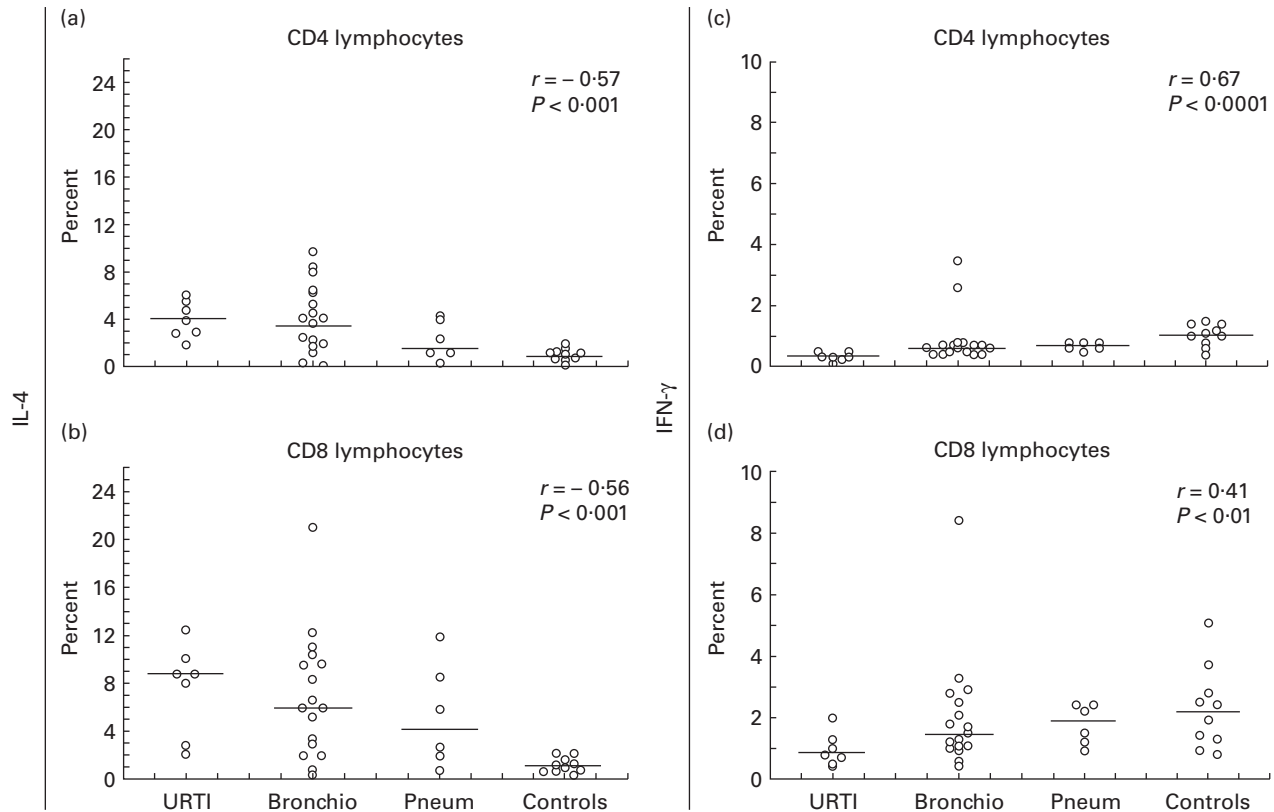 IL-4
(a)
CD4 lymphocytes
r = – 0·57
P < 0·001
Percent
24
20
16
12
8
4
0
(b)
CD8 lymphocytes
r = – 0·56
P < 0·001
Percent
24
20
16
12
8
4
0
URTI Bronchio Pneum Controls
IFN-γ
(c)
CD4 lymphocytes
r = 0·67
P < 0·0001
Percent
10
8
6
4
2
0
(d)
CD8 lymphocytes
r = 0·41
P < 0·01
Percent
10
8
6
4
2
0
URTI Bronchio Pneum Controls